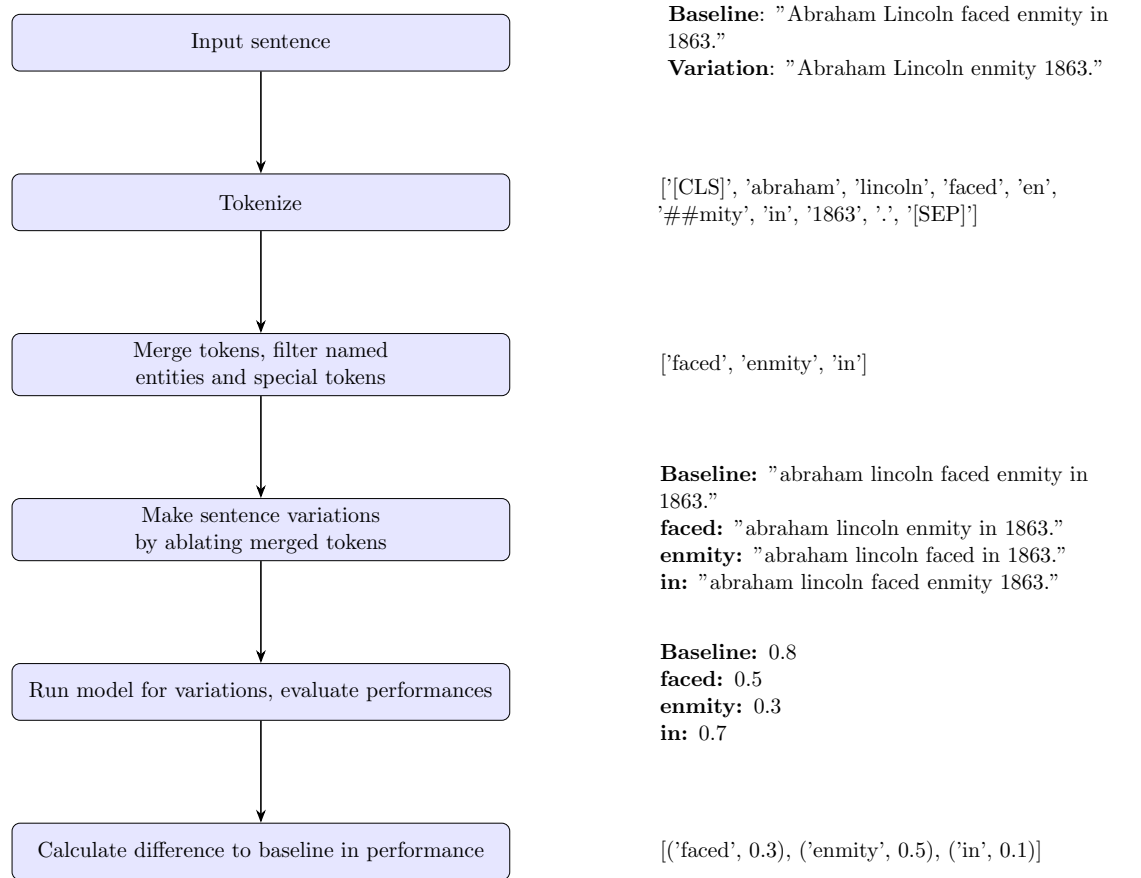 Input sentence
Baseline: ”Abraham Lincoln faced enmity in
1863.”
Variation: ”Abraham Lincoln enmity 1863.”
Tokenize
[’[CLS]’, ’abraham’, ’lincoln’, ’faced’, ’en’,
’##mity’, ’in’, ’1863’, ’.’, ’[SEP]’]
Merge tokens, filter named
entities and special tokens
[’faced’, ’enmity’, ’in’]
Make sentence variations
by ablating merged tokens
Baseline: ”abraham lincoln faced enmity in
1863.”
faced: ”abraham lincoln enmity in 1863.”
enmity: ”abraham lincoln faced in 1863.”
in: ”abraham lincoln faced enmity 1863.”
Run model for variations, evaluate performances
Baseline: 0.8
faced: 0.5
enmity: 0.3
in: 0.7
Calculate difference to baseline in performance
[(’faced’, 0.3), (’enmity’, 0.5), (’in’, 0.1)]